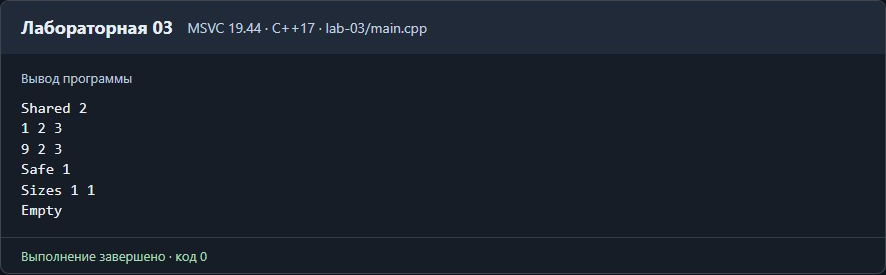 Лабораторная 03 MSVC 19.44 · C++17 · lab-03/main.cpp
Вывод программы
Shared 2
1 2 3
9 2 3
Safe 1
Sizes 1 1
Empty
Выполнение завершено · код 0